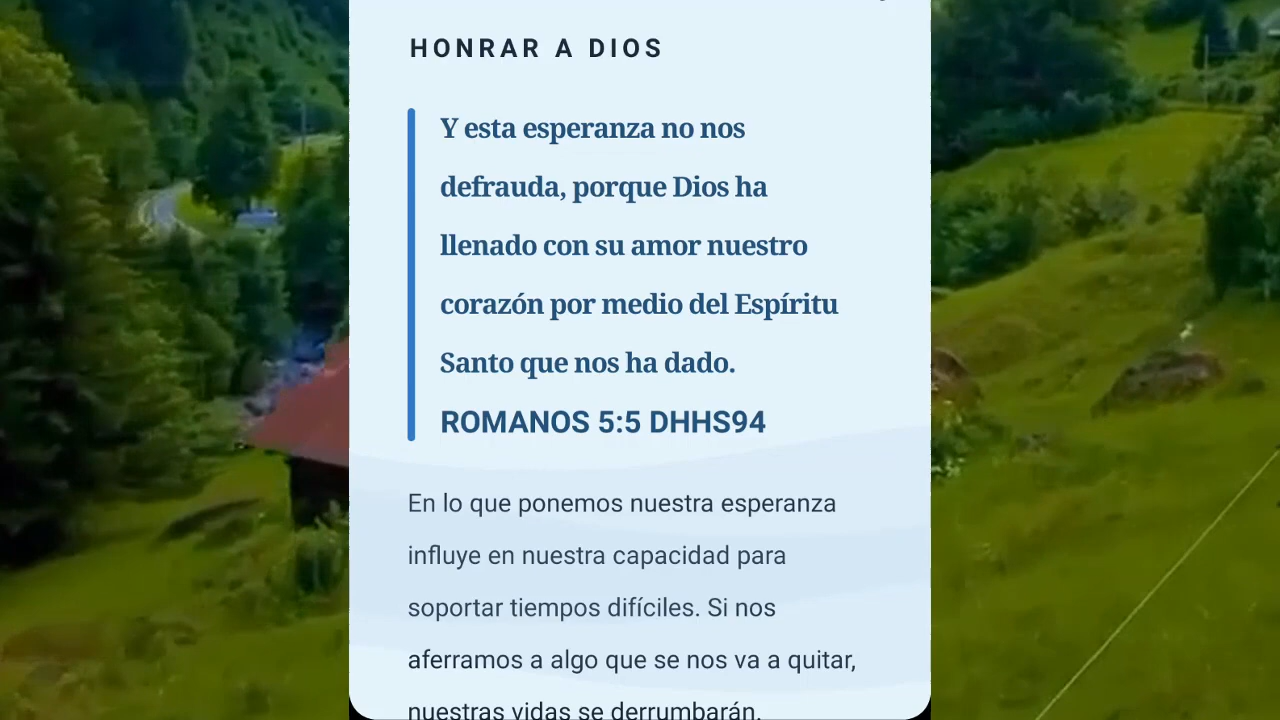 HONRAR A DIOS
Y esta esperanza no nos
defrauda, porque Dios ha
llenado con su amor nuestro
corazón por medio del Espíritu
Santo que nos ha dado.
ROMANOS 5:5 DHHS94
En lo que ponemos nuestra esperanza
influye en nuestra capacidad para
soportar tiempos difíciles. Si nos
aferramos a algo que se nos va a quitar,
nuestras vidas se derrumbarán.